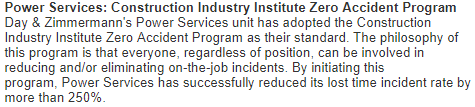 Power Services: Construction Industry Institute Zero Accident Program
Day & Zimmermann's Power Services unit has adopted the Construction
Industry Institute Zero Accident Program as their standard. The philosophy of
this program is that everyone, regardless of position, can be involved in
reducing and/or eliminating on-the-job incidents. By initiating this
program, Power Services has successfully reduced its lost time incident rate by
more than 250%.